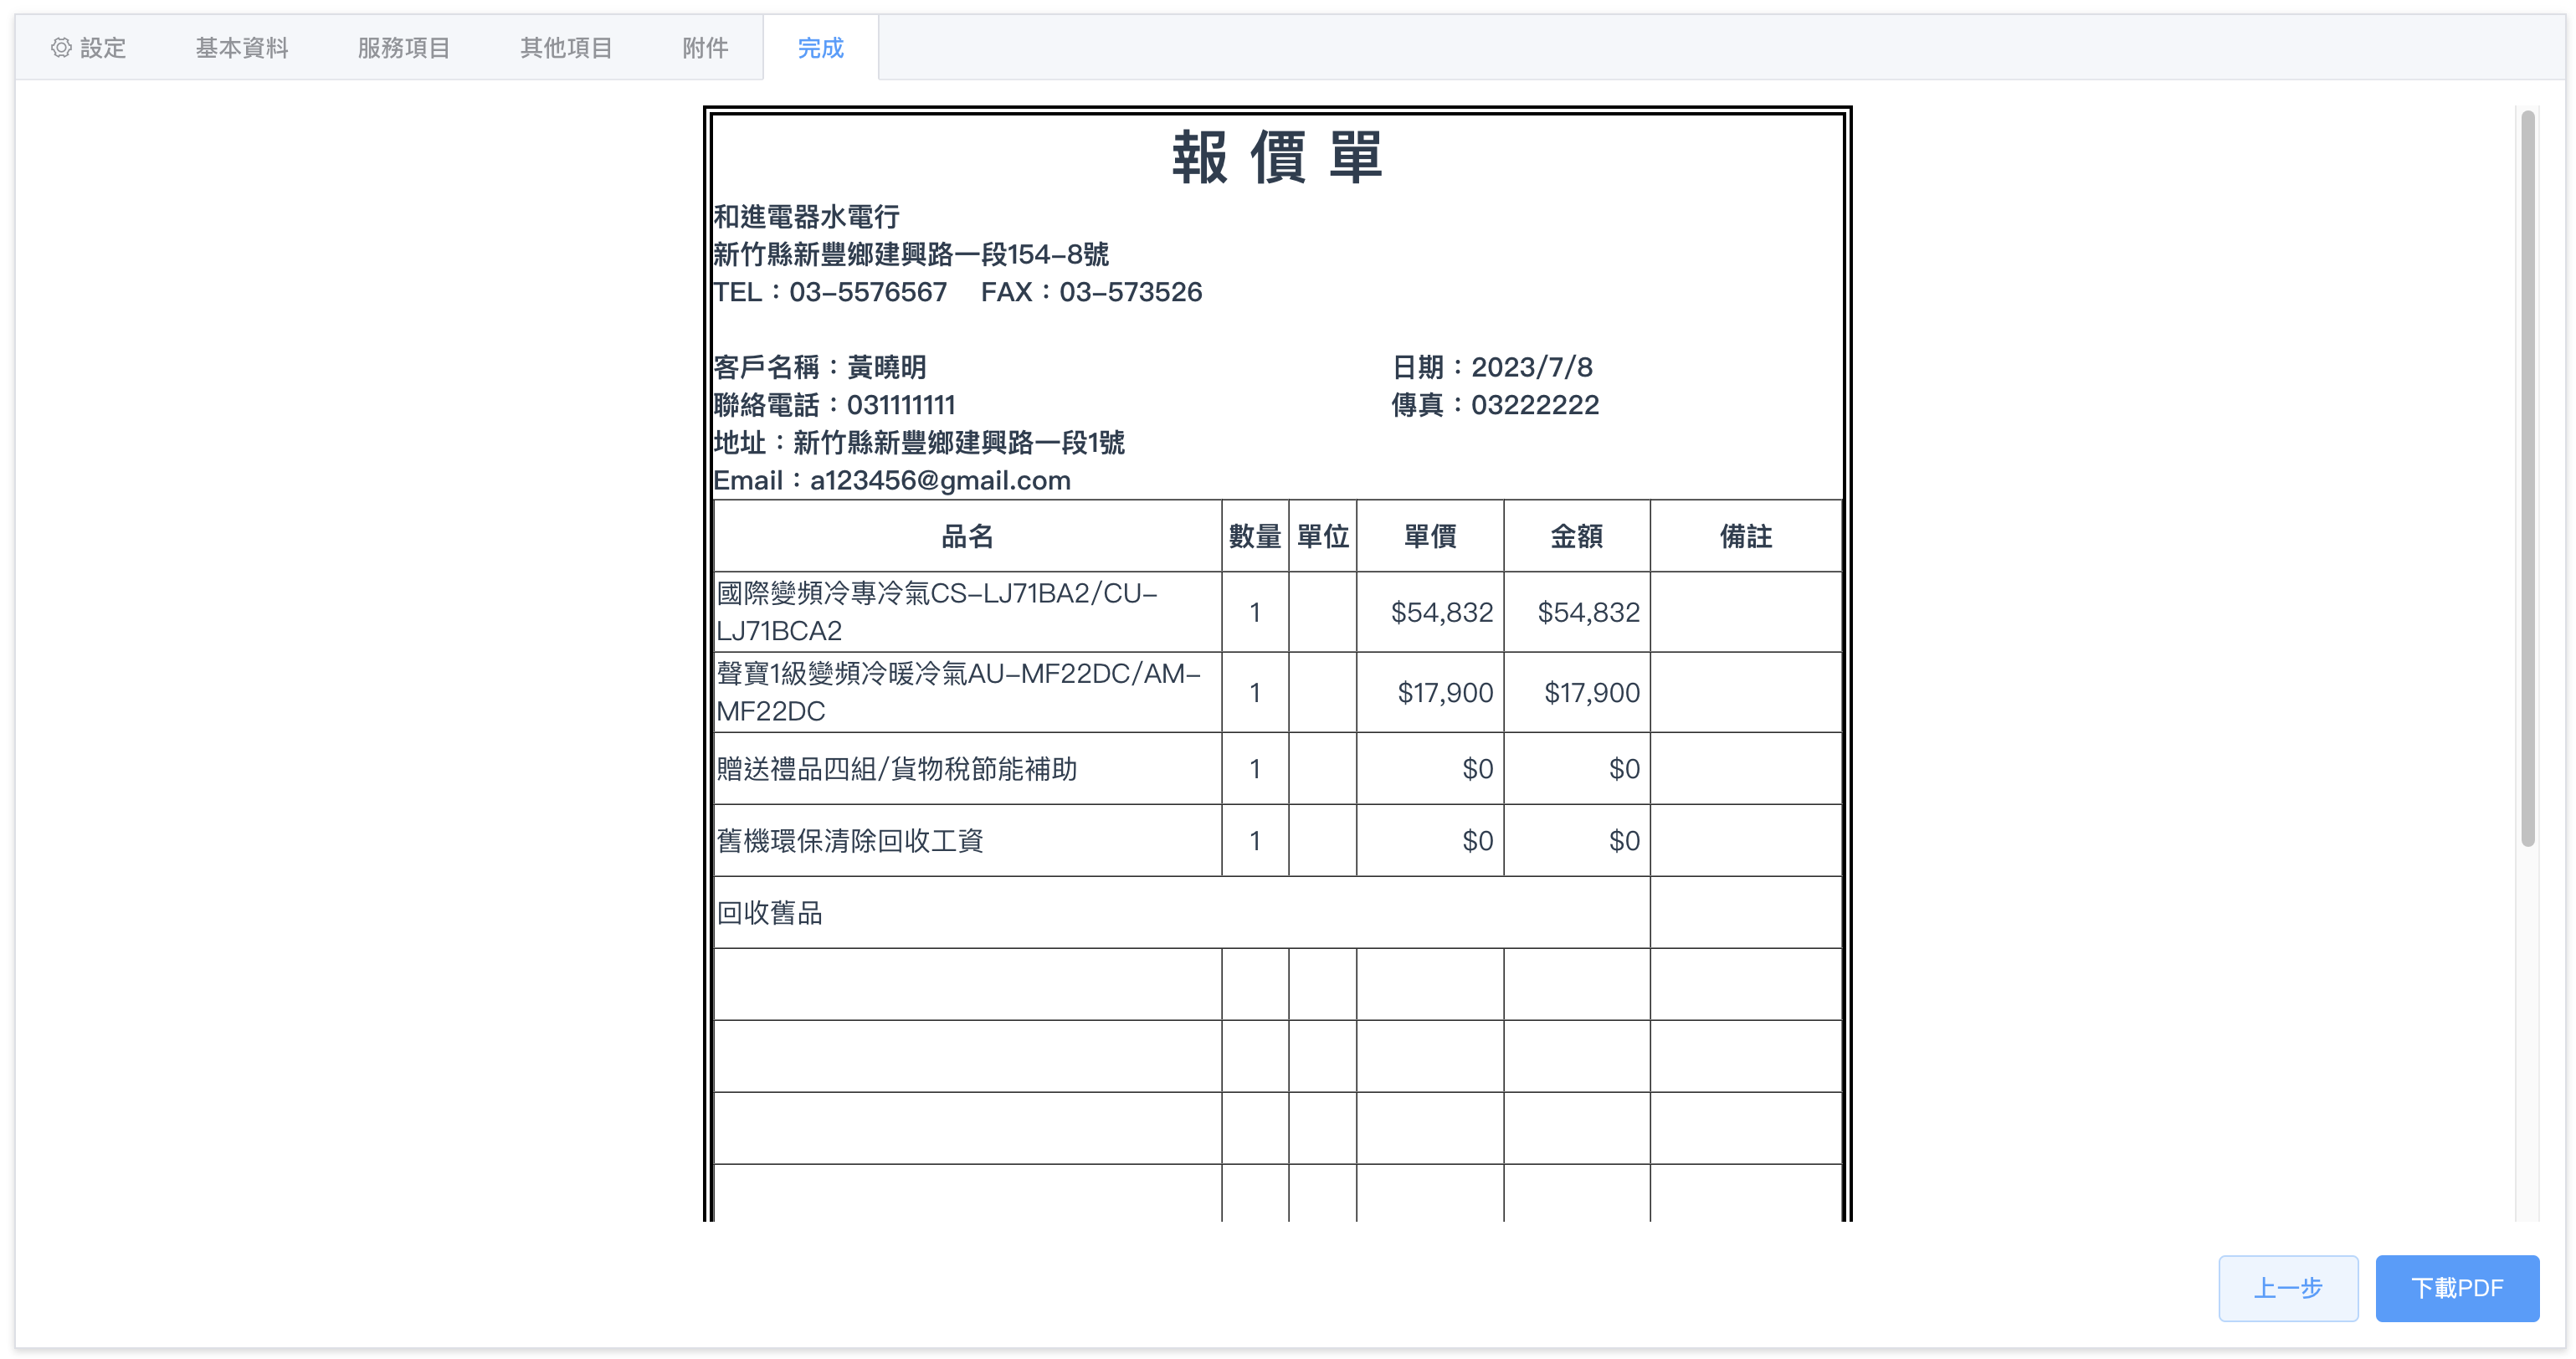 設定 基本資料 服務項目 其他項目 附件 完成
報 價 單
和進電器水電行
新竹縣新豐鄉建興路一段154-8號
TEL：03-5576567 FAX：03-573526
客戶名稱：黃曉明 日期：2023/7/8
聯絡電話：031111111 傳真：03222222
地址：新竹縣新豐鄉建興路一段1號
Email：a123456@gmail.com
品名 數量 單位 單價 金額 備註
國際變頻冷專冷氣CS-LJ71BA2/CU-
LJ71BCA2 1 $54,832 $54,832
聲寶1級變頻冷暖冷氣AU-MF22DC/AM-
MF22DC 1 $17,900 $17,900
贈送禮品四組/貨物稅節能補助 1 $0 $0
舊機環保清除回收工資 1 $0 $0
回收舊品
上一步 下載PDF